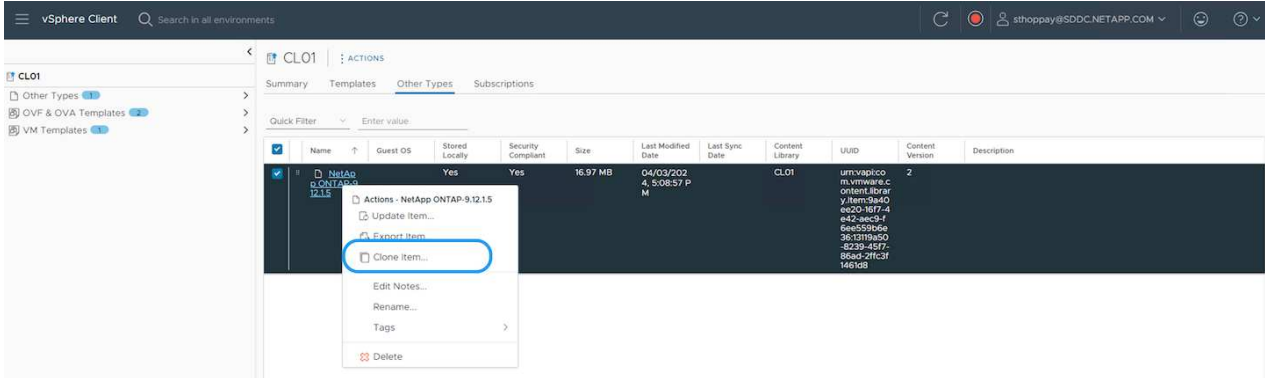 vSphere Client
Search in all environments
sthoppay@SDDC.NETAPP.COM
CL01
Other Types 1
OVF & OVA Templates 2
VM Templates 1
CL01
ACTIONS
Summary Templates Other Types Subscriptions
Quick Filter Enter value
Name Guest OS Stored Locally Security Compliant Size Last Modified Date Last Sync Date Content Library UUID Content Version Description
NetAp
p ONTAP-9
.12.1.5
Yes Yes 16.97 MB
04/03/202
4, 5:08:57 P
M
CL01
urn:vapi:co
m.vmware.c
ontent.librar
y.Item:9a40
ee20-16f7-4
e42-aec9-f
6ee559b6e
36:13119a50
-8239-45f7-
86ad-2ffc3f
1461d8
2
Actions - NetApp ONTAP-9.12.1.5
Update Item...
Export Item...
Clone Item...
Edit Notes...
Rename...
Tags
Delete